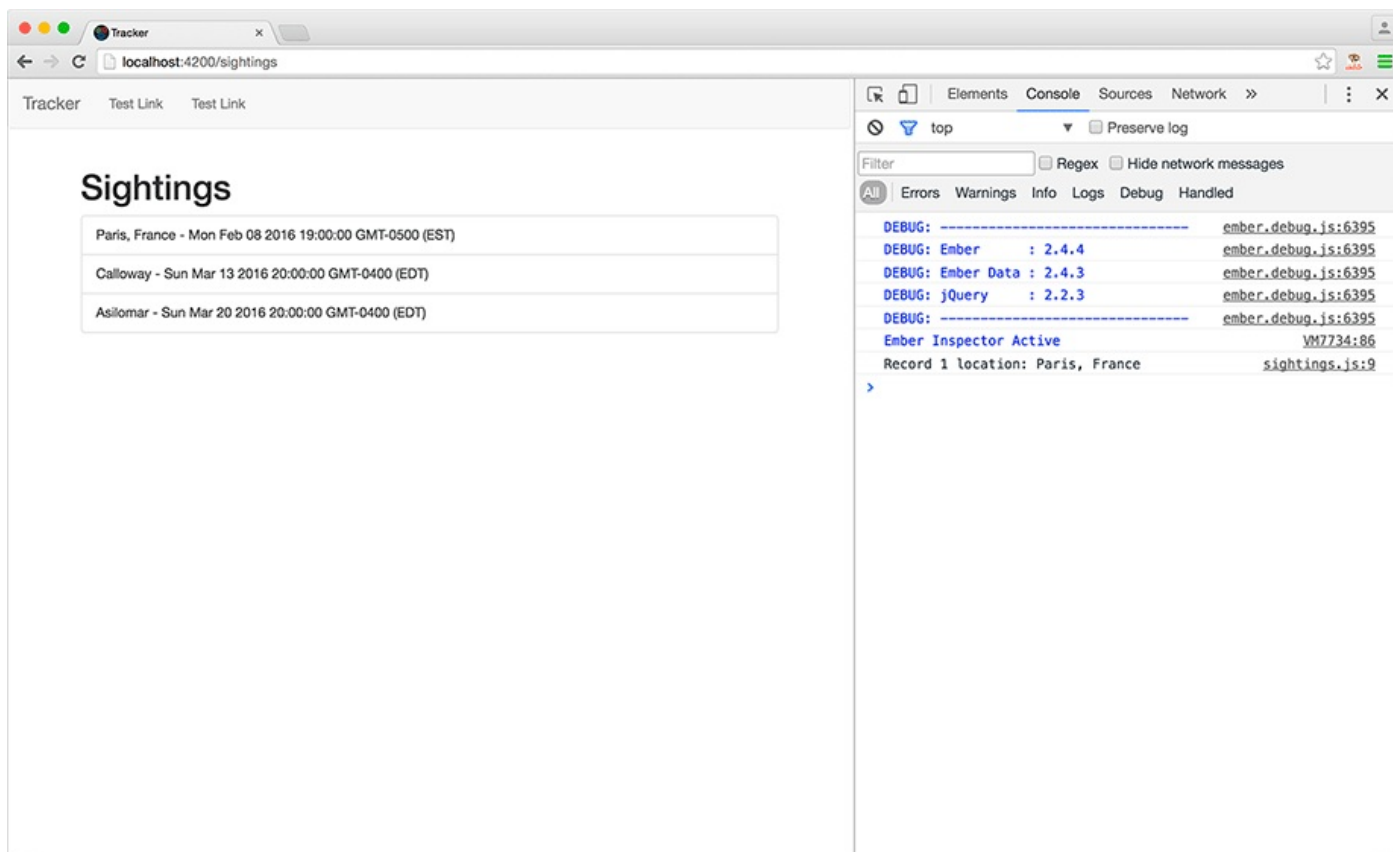 Tracker
localhost:4200/sightings
Tracker Test Link Test Link
Sightings
Paris, France - Mon Feb 08 2016 19:00:00 GMT-0500 (EST)
Calloway - Sun Mar 13 2016 20:00:00 GMT-0400 (EDT)
Asilomar - Sun Mar 20 2016 20:00:00 GMT-0400 (EDT)
Elements Console Sources Network »
top Preserve log
Filter Regex Hide network messages
All Errors Warnings Info Logs Debug Handled
DEBUG: ------------------------------- ember.debug.js:6395
DEBUG: Ember      : 2.4.4 ember.debug.js:6395
DEBUG: Ember Data : 2.4.3 ember.debug.js:6395
DEBUG: jQuery     : 2.2.3 ember.debug.js:6395
DEBUG: ------------------------------- ember.debug.js:6395
Ember Inspector Active VM7734:86
Record 1 location: Paris, France sightings.js:9
>